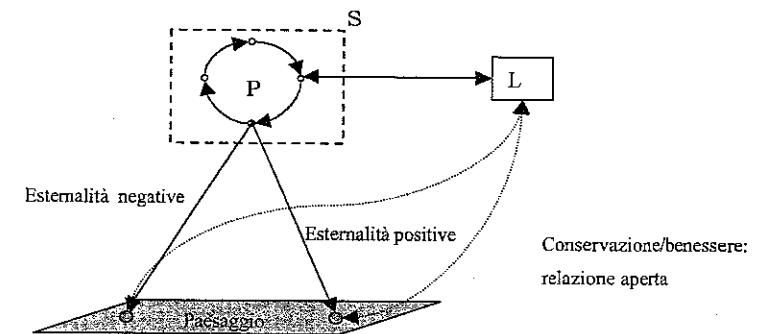 S
P
L
Esternalità negative
Esternalità positive
Conservazione/benessere:
relazione aperta
Paesaggio